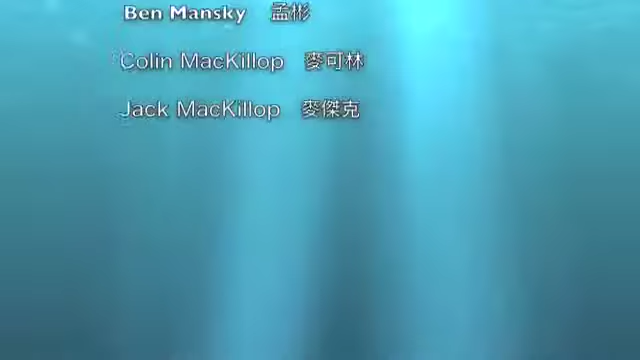 Ben Mansky 孟彬
Colin MacKillop 麥可林
Jack MacKillop 麥傑克